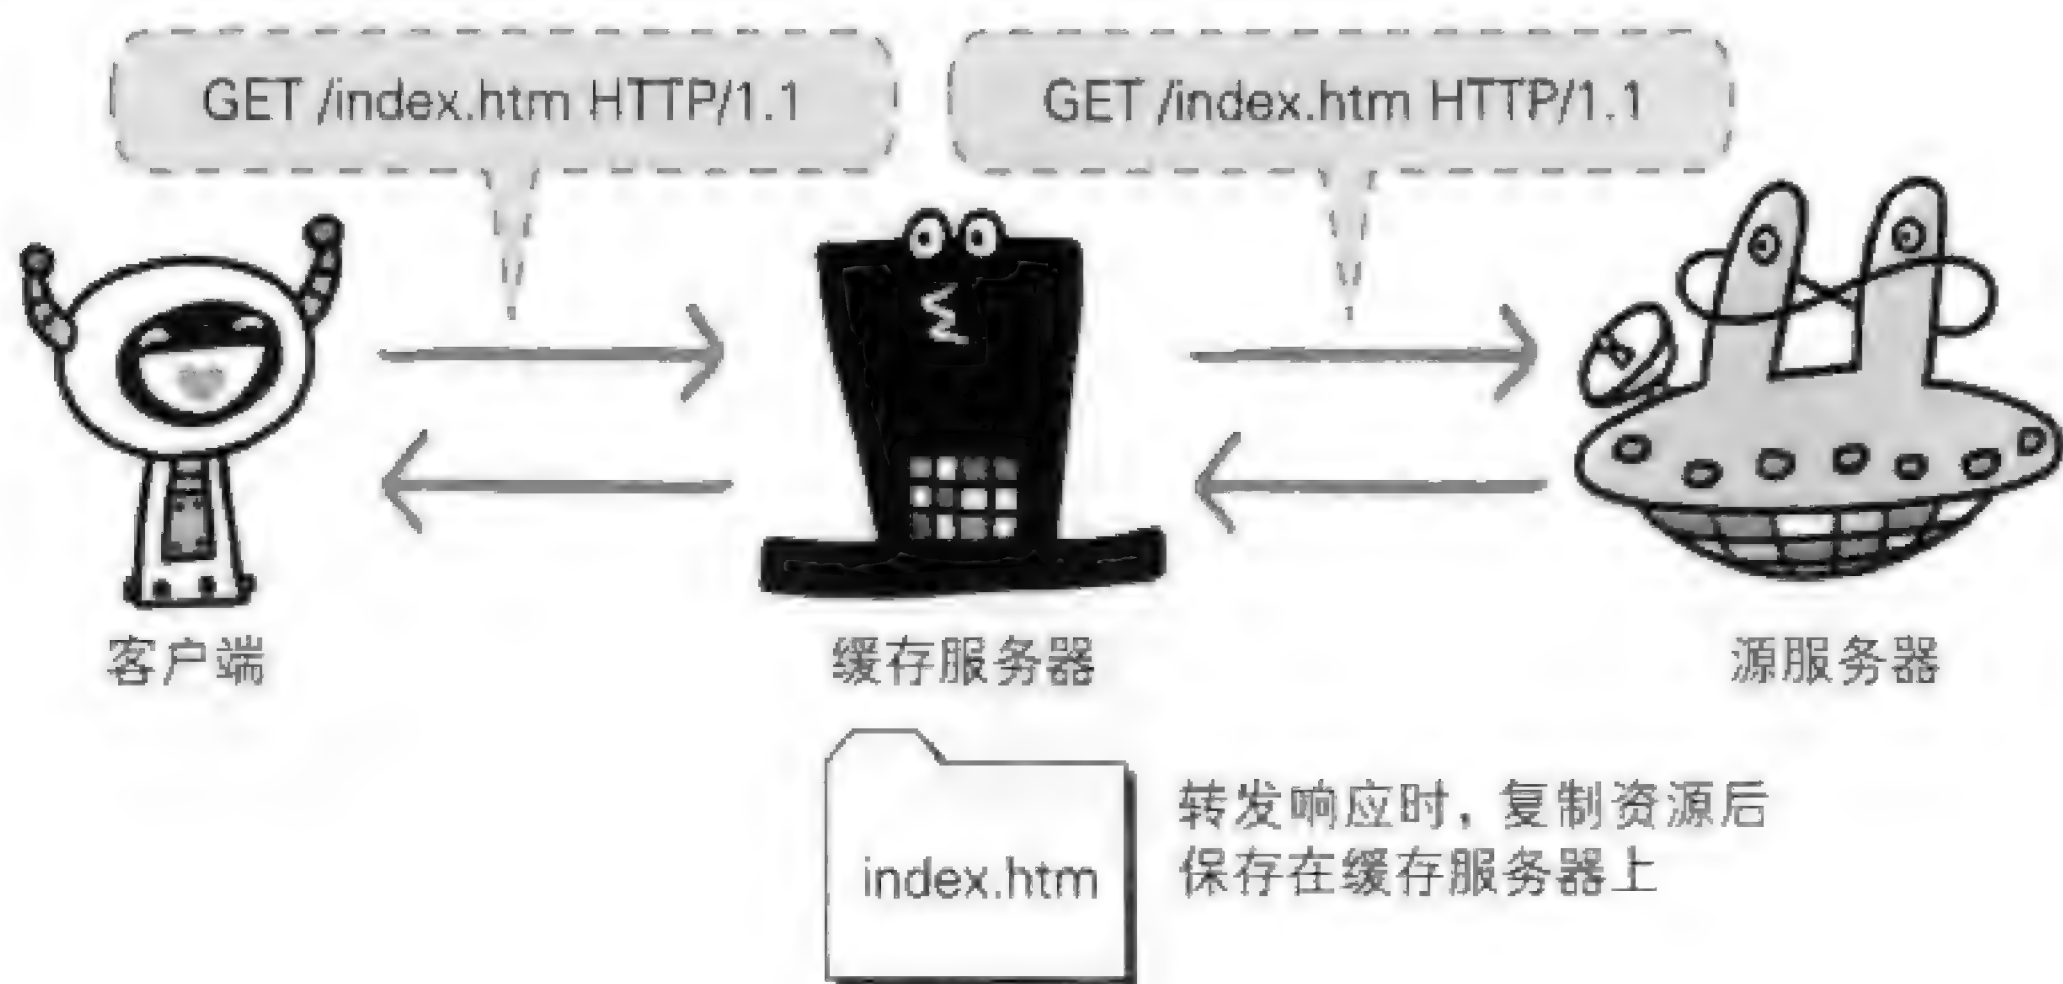 GET /index.htm HTTP/1.1
GET /index.htm HTTP/1.1
客户端
缓存服务器
源服务器
index.htm
转发响应时，复制资源后
保存在缓存服务器上